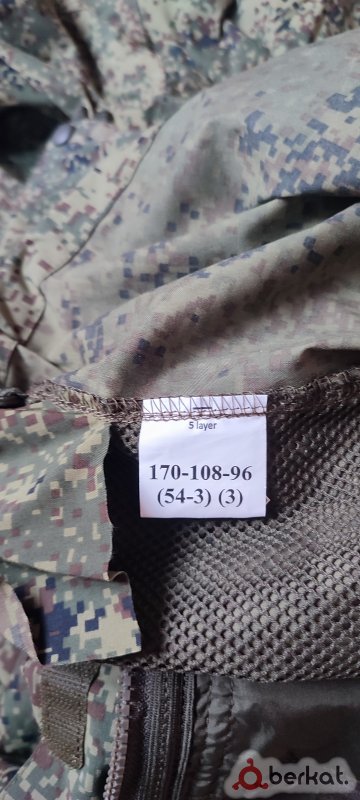 5 layer
170-108-96
(54-3) (3)
berkat.